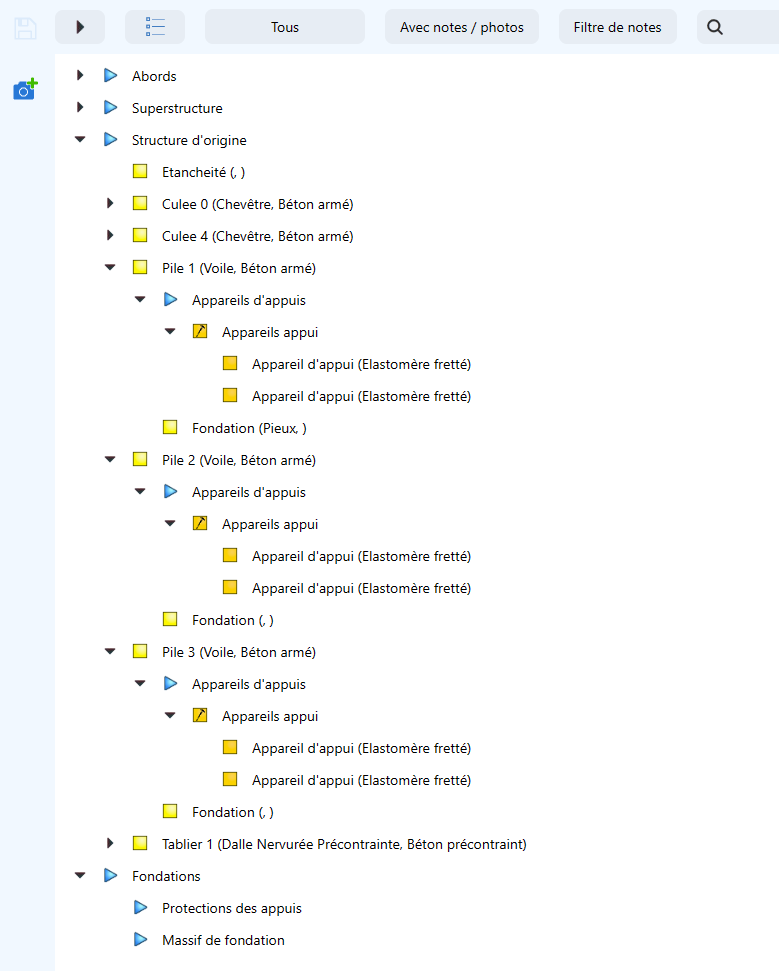 Tous
Avec notes / photos
Filtre de notes
Abords
Superstructure
Structure d'origine
Etancheité (, )
Culee 0 (Chevêtre, Béton armé)
Culee 4 (Chevêtre, Béton armé)
Pile 1 (Voile, Béton armé)
Appareils d'appuis
Appareils appui
Appareil d'appui (Elastomère fretté)
Appareil d'appui (Elastomère fretté)
Fondation (Pieux, )
Pile 2 (Voile, Béton armé)
Appareils d'appuis
Appareils appui
Appareil d'appui (Elastomère fretté)
Appareil d'appui (Elastomère fretté)
Fondation (, )
Pile 3 (Voile, Béton armé)
Appareils d'appuis
Appareils appui
Appareil d'appui (Elastomère fretté)
Appareil d'appui (Elastomère fretté)
Fondation (, )
Tablier 1 (Dalle Nervurée Précontrainte, Béton précontraint)
Fondations
Protections des appuis
Massif de fondation